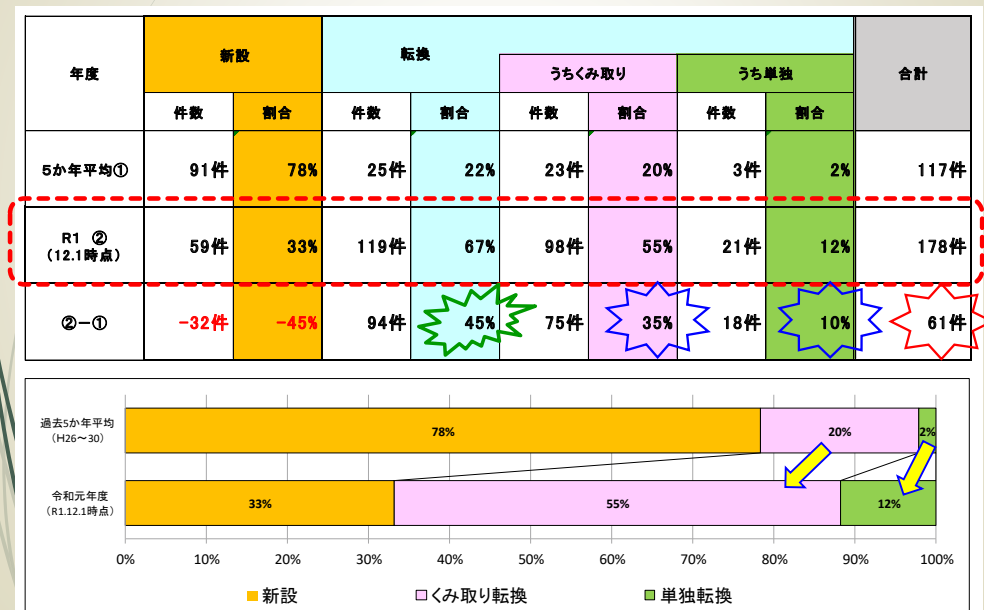 年度 新設 転換 合計
うちくみ取り うち単独
件数 割合 件数 割合 件数 割合 件数 割合
5か年平均① 91件 78% 25件 22% 23件 20% 3件 2% 117件
R1 ②
(12.1時点) 59件 33% 119件 67% 98件 55% 21件 12% 178件
②−① -32件 -45% 94件 45% 75件 35% 18件 10% 61件
過去5か年平均
(H26～30)
78% 20% 2%
令和元年度
(R1.12.1時点)
33% 55% 12%
0% 10% 20% 30% 40% 50% 60% 70% 80% 90% 100%
新設 くみ取り転換 単独転換